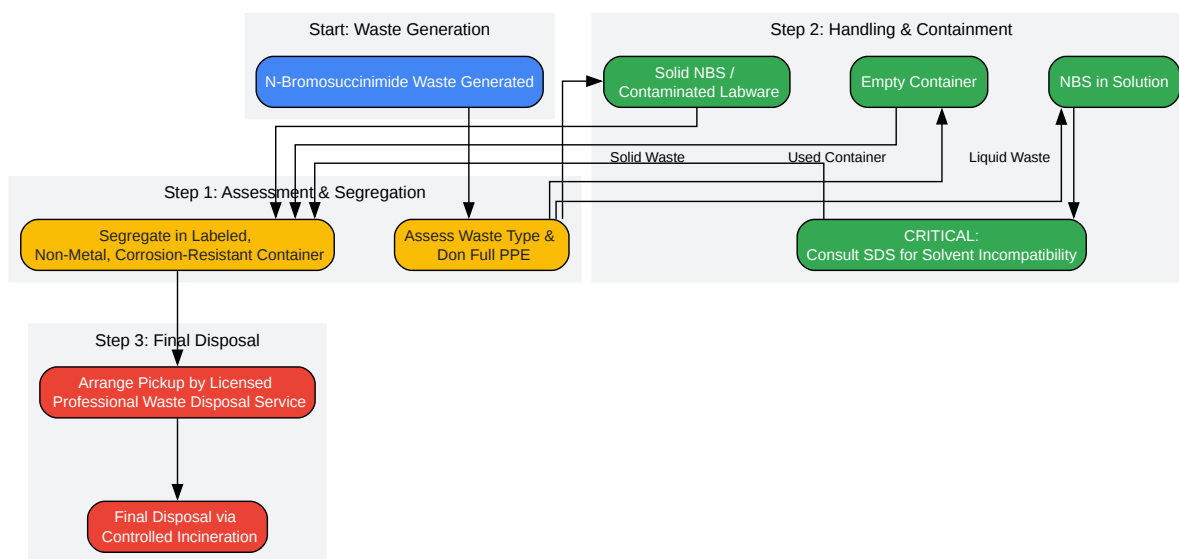 Start: Waste Generation
N-Bromosuccinimide Waste Generated
Step 2: Handling & Containment
Solid NBS /
Contaminated Labware
Empty Container
NBS in Solution
Solid Waste
Used Container
Liquid Waste
Step 1: Assessment & Segregation
Segregate in Labeled,
Non-Metal, Corrosion-Resistant Container
Assess Waste Type &
Don Full PPE
CRITICAL:
Consult SDS for Solvent Incompatibility
Step 3: Final Disposal
Arrange Pickup by Licensed
Professional Waste Disposal Service
Final Disposal via
Controlled Incineration